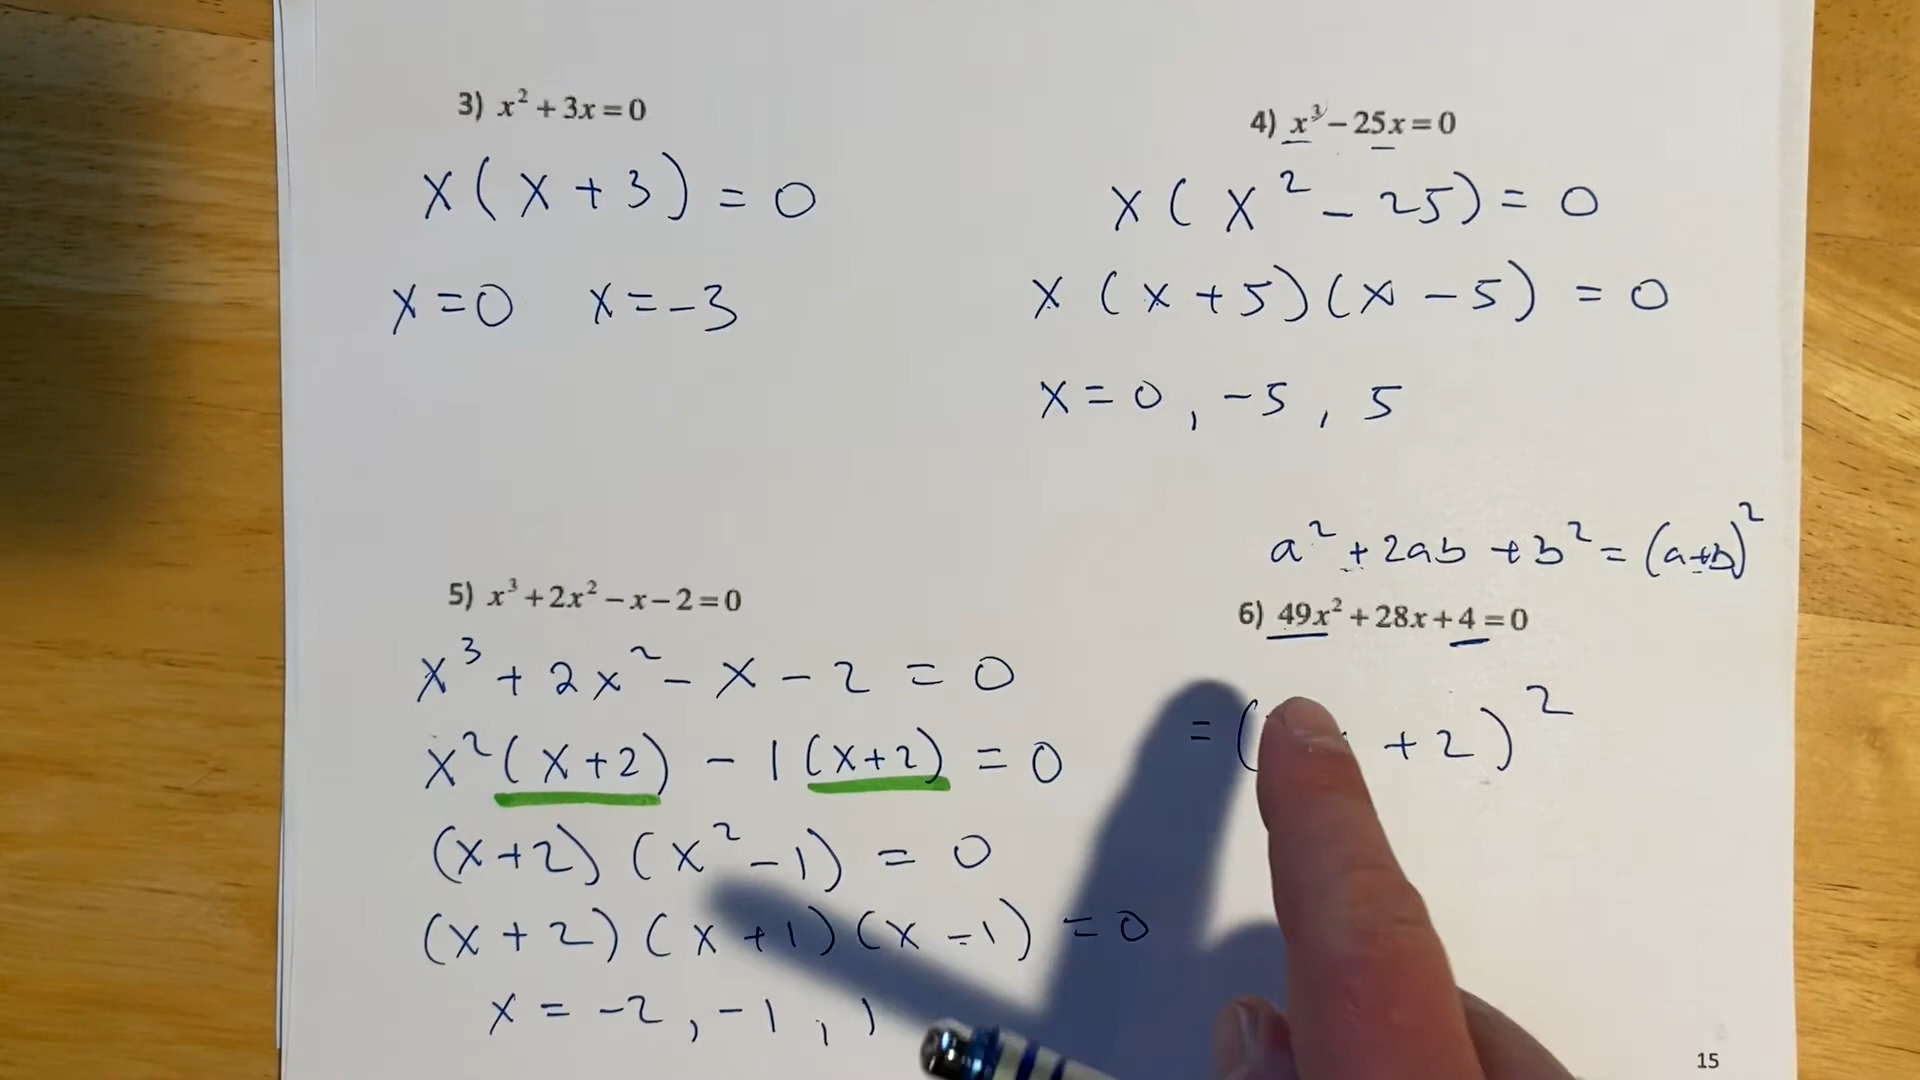 3) x² + 3x = 0
x(x + 3) = 0
x = 0 x = -3
4) x³ - 25x = 0
x(x² - 25) = 0
x(x + 5)(x - 5) = 0
x = 0, -5, 5
5) x³ + 2x² - x - 2 = 0
x³ + 2x² - x - 2 = 0
x²(x + 2) - 1(x + 2) = 0
(x + 2)(x² - 1) = 0
(x + 2)(x + 1)(x - 1) = 0
x = -2, -1, 1
a² + 2ab + b² = (a+b)²
6) 49x² + 28x + 4 = 0
= ( + 2)²
15